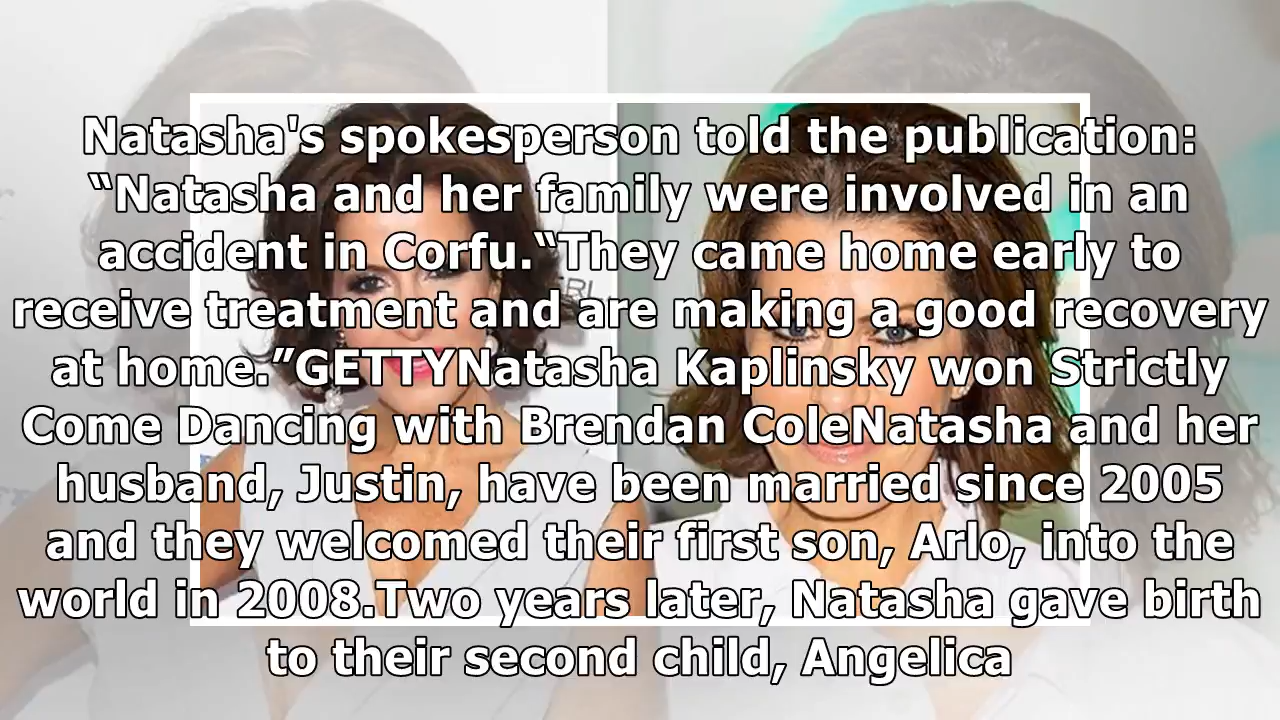 Natasha's spokesperson told the publication:
“Natasha and her family were involved in an
accident in Corfu.“They came home early to
receive treatment and are making a good recovery
at home.”GETTYNatasha Kaplinsky won Strictly
Come Dancing with Brendan ColeNatasha and her
husband, Justin, have been married since 2005
and they welcomed their first son, Arlo, into the
world in 2008.Two years later, Natasha gave birth
to their second child, Angelica